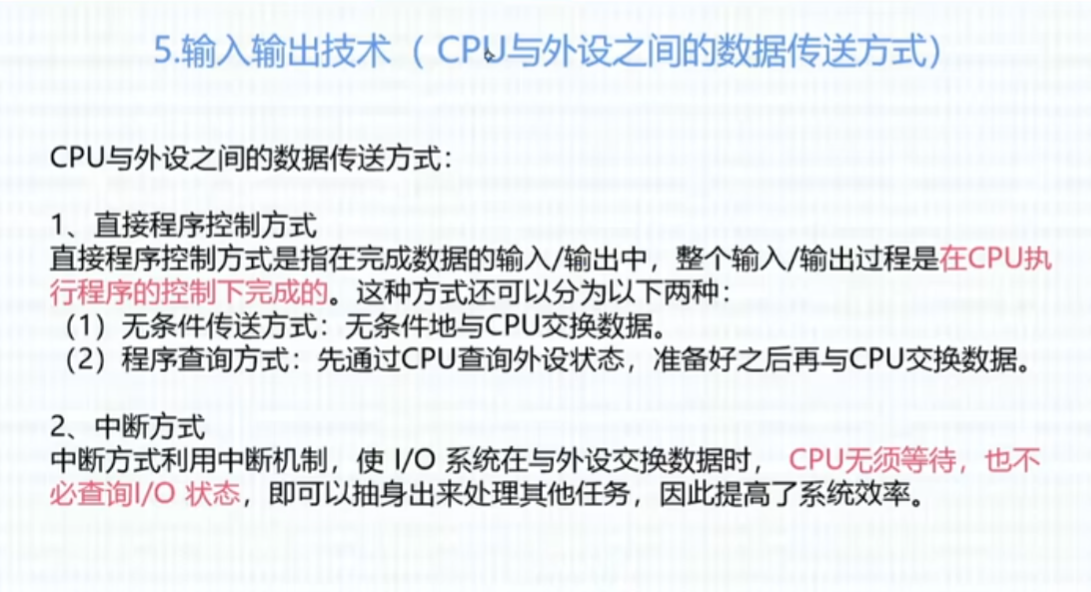 5.输入输出技术（ CPU与外设之间的数据传送方式）
CPU与外设之间的数据传送方式：
1、直接程序控制方式
直接程序控制方式是指在完成数据的输入/输出中，整个输入/输出过程是在CPU执
行程序的控制下完成的。这种方式还可以分为以下两种：
（1）无条件传送方式：无条件地与CPU交换数据。
（2）程序查询方式：先通过CPU查询外设状态，准备好之后再与CPU交换数据。
2、中断方式
中断方式利用中断机制，使 I/O 系统在与外设交换数据时， CPU无须等待，也不
必查询I/O 状态，即可以抽身出来处理其他任务，因此提高了系统效率。